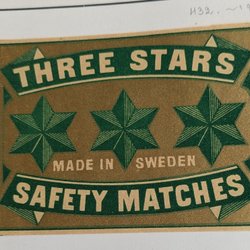 THREE STARS
MADE IN SWEDEN
SAFETY MATCHES